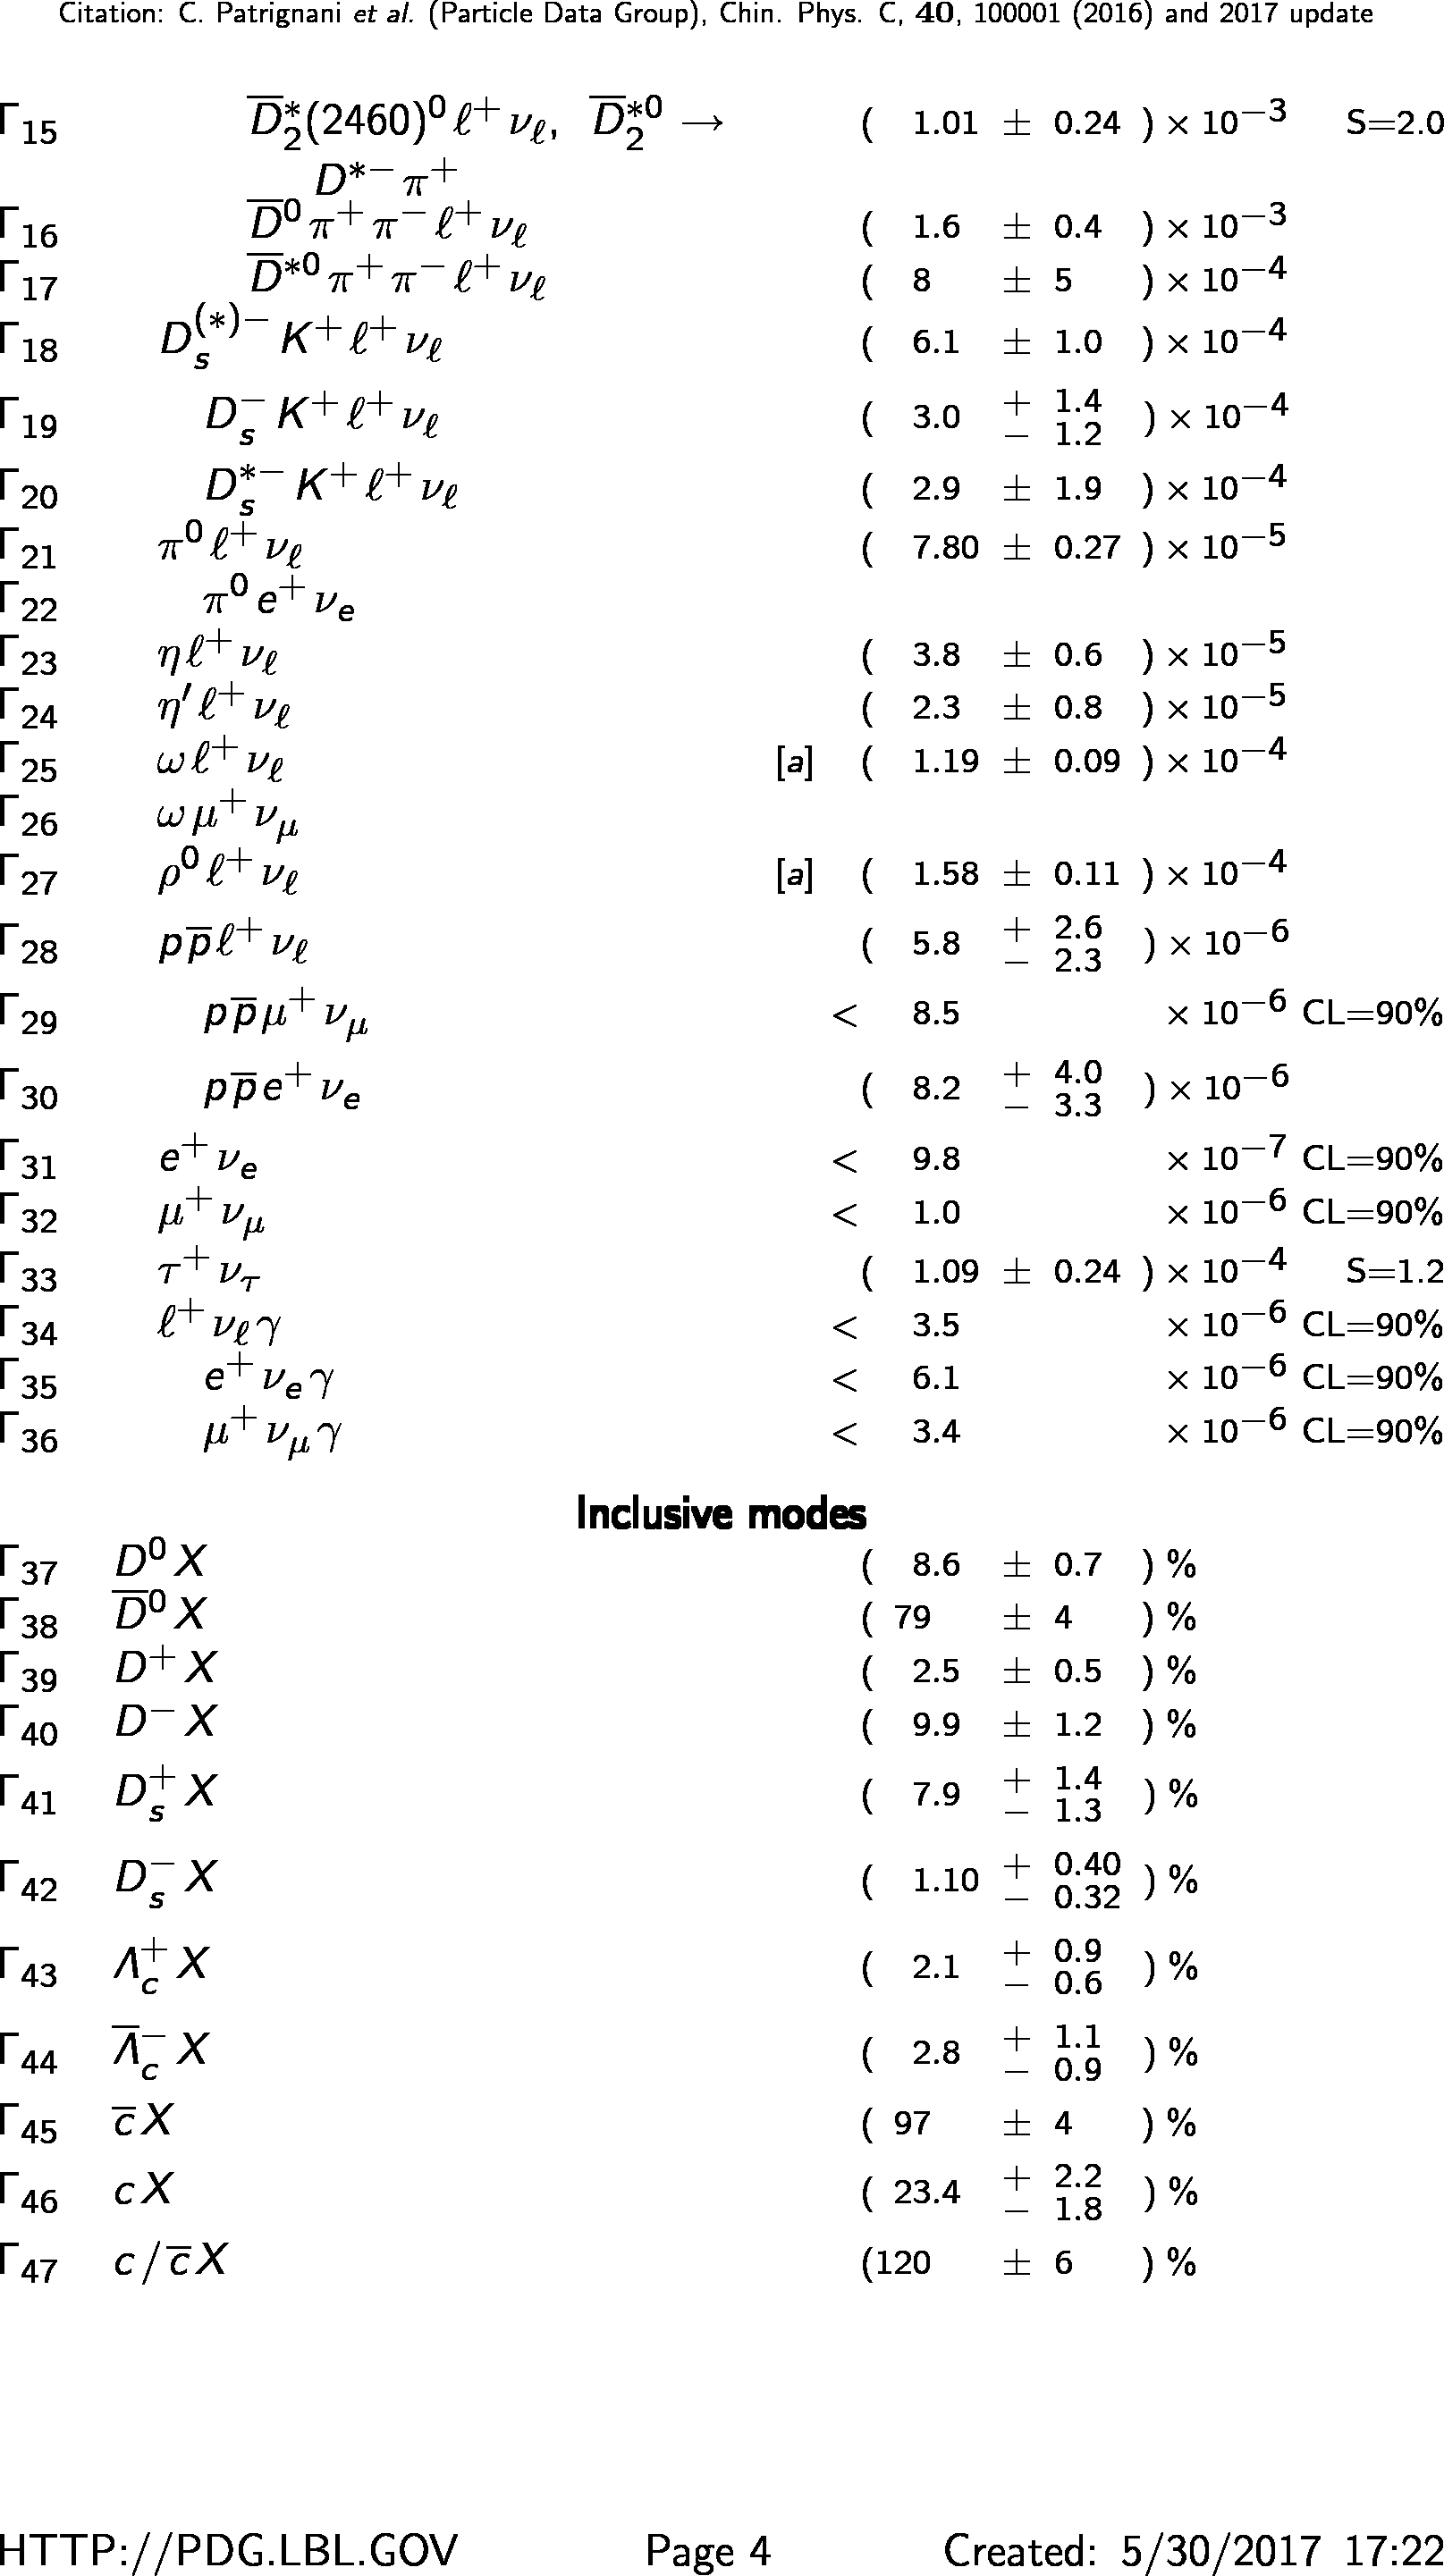 Citation: C. Patrignani et al. (Particle Data Group), Chin. Phys. C, 40, 100001 (2016) and 2017 update
Γ15 D̅*2(2460)⁰ ℓ⁺ νℓ, D̅*⁰2 → ( 1.01 ± 0.24 ) × 10⁻³ S=2.0
D*⁻ π⁺
Γ16 D̅⁰ π⁺ π⁻ ℓ⁺ νℓ ( 1.6 ± 0.4 ) × 10⁻³
Γ17 D̅*⁰ π⁺ π⁻ ℓ⁺ νℓ ( 8 ± 5 ) × 10⁻⁴
Γ18 Ds(*)⁻ K⁺ ℓ⁺ νℓ ( 6.1 ± 1.0 ) × 10⁻⁴
Γ19 Ds⁻ K⁺ ℓ⁺ νℓ ( 3.0 + 1.4 − 1.2 ) × 10⁻⁴
Γ20 Ds*⁻ K⁺ ℓ⁺ νℓ ( 2.9 ± 1.9 ) × 10⁻⁴
Γ21 π⁰ ℓ⁺ νℓ ( 7.80 ± 0.27 ) × 10⁻⁵
Γ22 π⁰ e⁺ νe
Γ23 η ℓ⁺ νℓ ( 3.8 ± 0.6 ) × 10⁻⁵
Γ24 η′ ℓ⁺ νℓ ( 2.3 ± 0.8 ) × 10⁻⁵
Γ25 ω ℓ⁺ νℓ [a] ( 1.19 ± 0.09 ) × 10⁻⁴
Γ26 ω μ⁺ νμ
Γ27 ρ⁰ ℓ⁺ νℓ [a] ( 1.58 ± 0.11 ) × 10⁻⁴
Γ28 p p̅ ℓ⁺ νℓ ( 5.8 + 2.6 − 2.3 ) × 10⁻⁶
Γ29 p p̅ μ⁺ νμ < 8.5 × 10⁻⁶ CL=90%
Γ30 p p̅ e⁺ νe ( 8.2 + 4.0 − 3.3 ) × 10⁻⁶
Γ31 e⁺ νe < 9.8 × 10⁻⁷ CL=90%
Γ32 μ⁺ νμ < 1.0 × 10⁻⁶ CL=90%
Γ33 τ⁺ ντ ( 1.09 ± 0.24 ) × 10⁻⁴ S=1.2
Γ34 ℓ⁺ νℓ γ < 3.5 × 10⁻⁶ CL=90%
Γ35 e⁺ νe γ < 6.1 × 10⁻⁶ CL=90%
Γ36 μ⁺ νμ γ < 3.4 × 10⁻⁶ CL=90%
Inclusive modes
Γ37 D⁰ X ( 8.6 ± 0.7 ) %
Γ38 D̅⁰ X ( 79 ± 4 ) %
Γ39 D⁺ X ( 2.5 ± 0.5 ) %
Γ40 D⁻ X ( 9.9 ± 1.2 ) %
Γ41 Ds⁺ X ( 7.9 + 1.4 − 1.3 ) %
Γ42 Ds⁻ X ( 1.10 + 0.40 − 0.32 ) %
Γ43 Λc⁺ X ( 2.1 + 0.9 − 0.6 ) %
Γ44 Λ̅c⁻ X ( 2.8 + 1.1 − 0.9 ) %
Γ45 c̅ X ( 97 ± 4 ) %
Γ46 c X ( 23.4 + 2.2 − 1.8 ) %
Γ47 c / c̅ X (120 ± 6 ) %
HTTP://PDG.LBL.GOV Page 4 Created: 5/30/2017 17:22